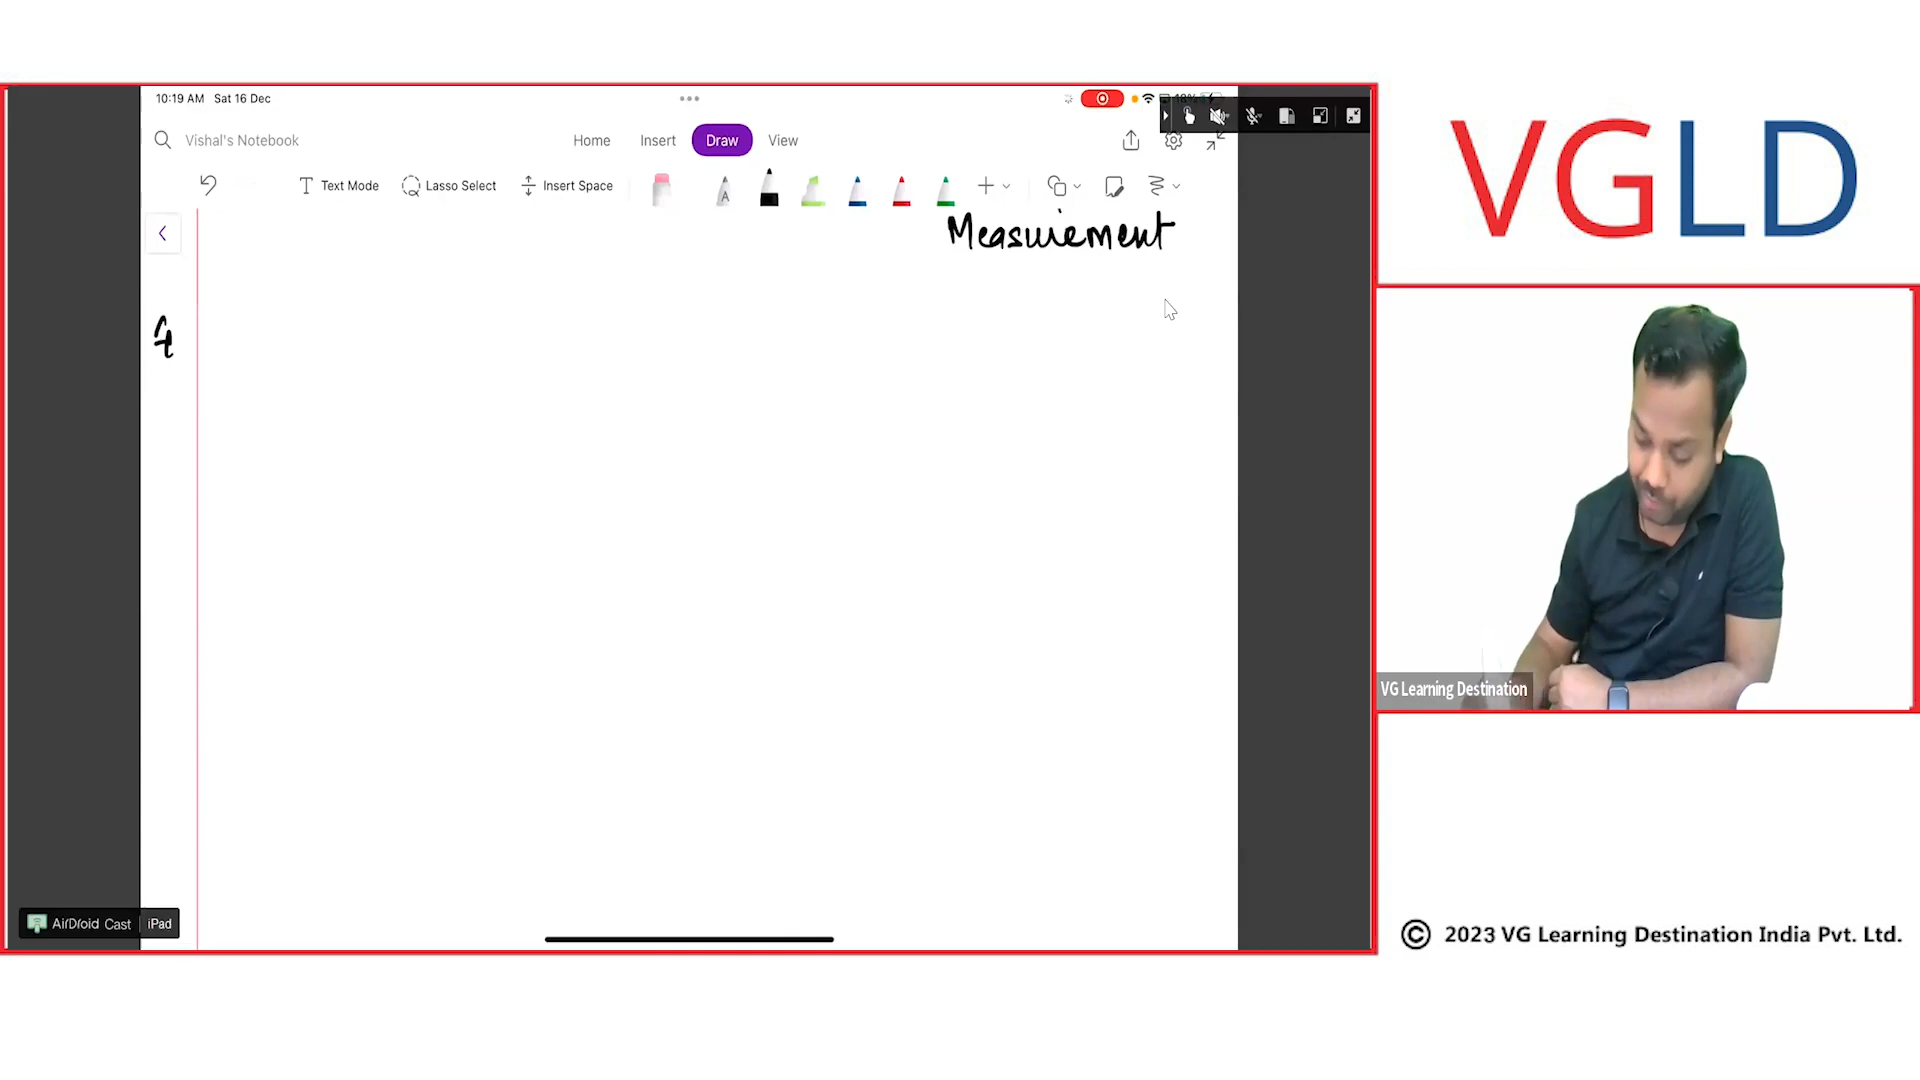 10:19 AM Sat 16 Dec
VGLD
Vishal's Notebook
Home Insert Draw View
Text Mode Lasso Select Insert Space
A
Measurement
VG Learning Destination
AirDroid Cast iPad
© 2023 VG Learning Destination India Pvt. Ltd.